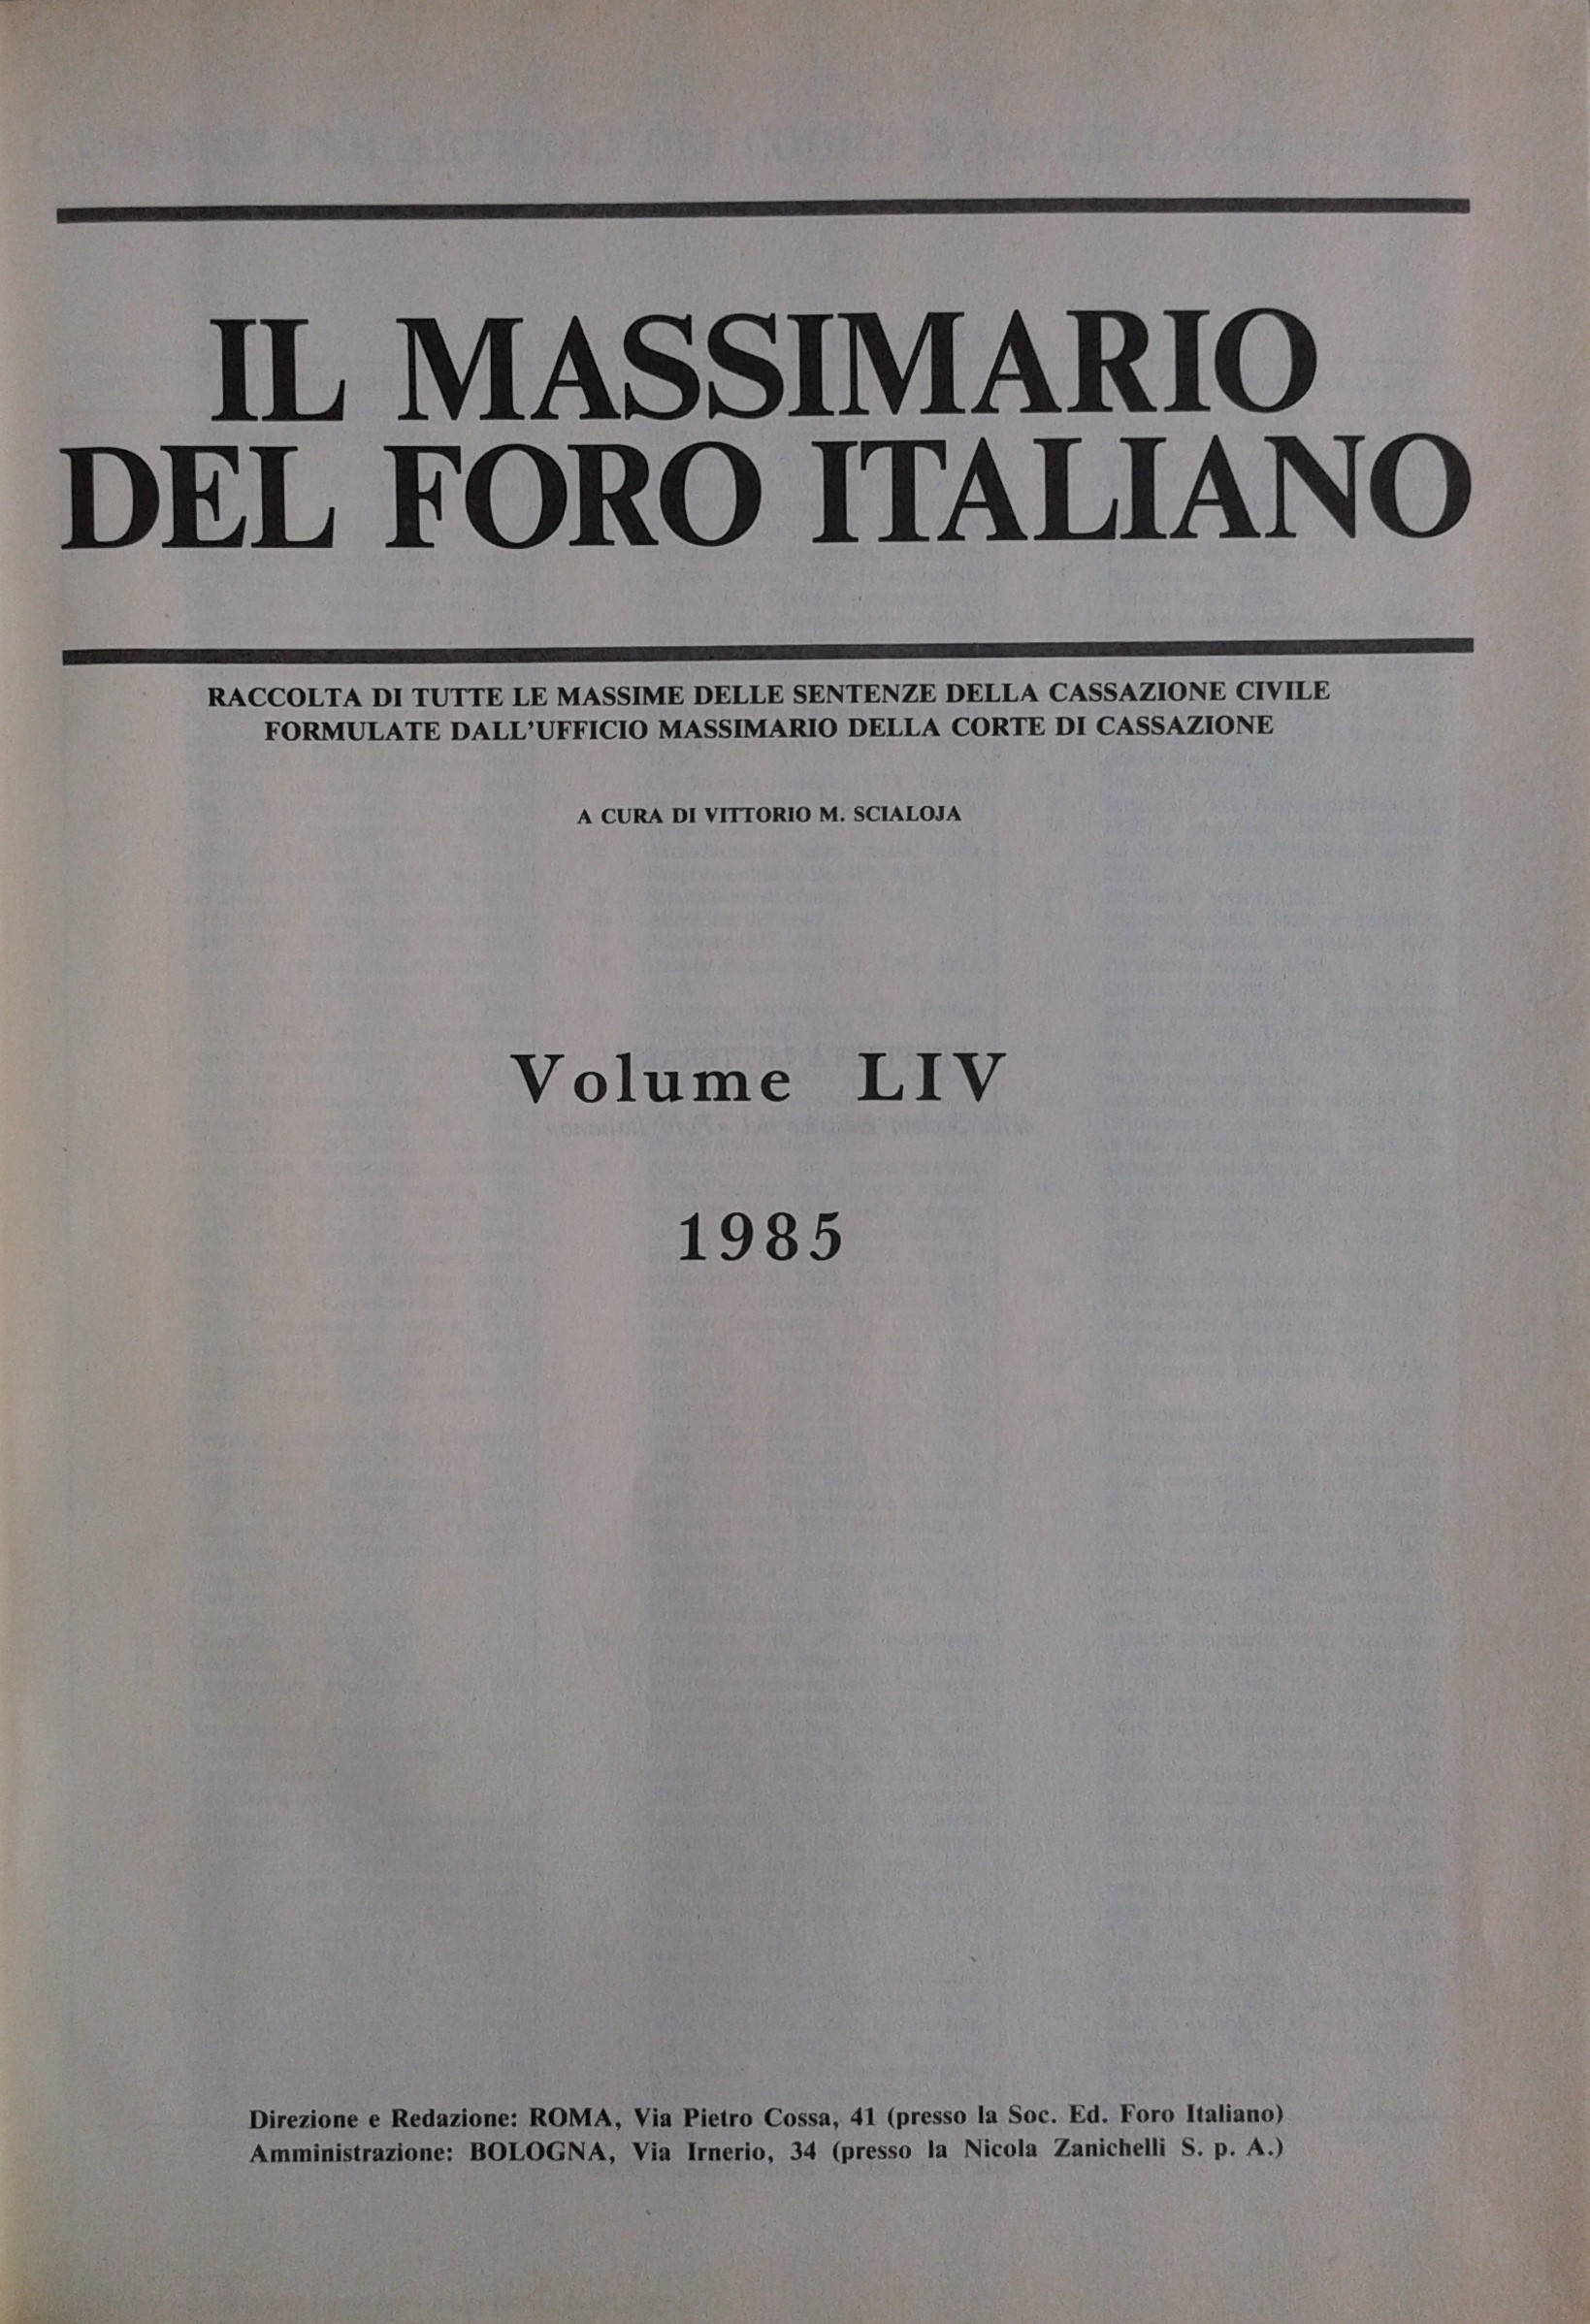 IL MASSIMARIO
DEL FORO ITALIANO
RACCOLTA DI TUTTE LE MASSIME DELLE SENTENZE DELLA CASSAZIONE CIVILE
FORMULATE DALL'UFFICIO MASSIMARIO DELLA CORTE DI CASSAZIONE
A CURA DI VITTORIO M. SCIALOJA
Volume LIV
1985
Direzione e Redazione: ROMA, Via Pietro Cossa, 41 (presso la Soc. Ed. Foro Italiano)
Amministrazione: BOLOGNA, Via Irnerio, 34 (presso la Nicola Zanichelli S. p. A.)